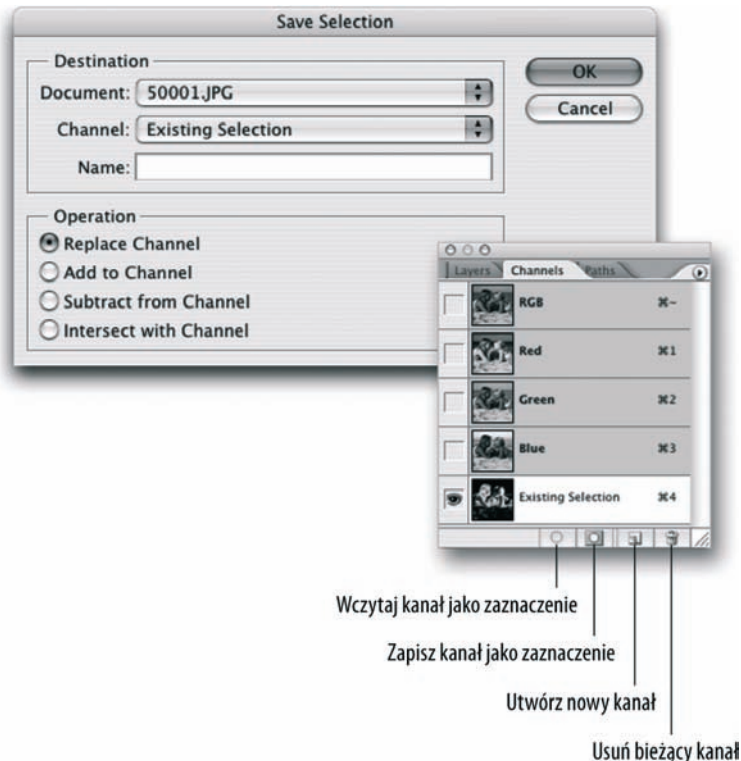 Save Selection
Destination
Document: 50001.JPG
Channel: Existing Selection
Name:
OK
Cancel
Operation
Replace Channel
Add to Channel
Subtract from Channel
Intersect with Channel
Layers Channels Paths
RGB ⌘~
Red ⌘1
Green ⌘2
Blue ⌘3
Existing Selection ⌘4
Wczytaj kanał jako zaznaczenie
Zapisz kanał jako zaznaczenie
Utwórz nowy kanał
Usuń bieżący kanał